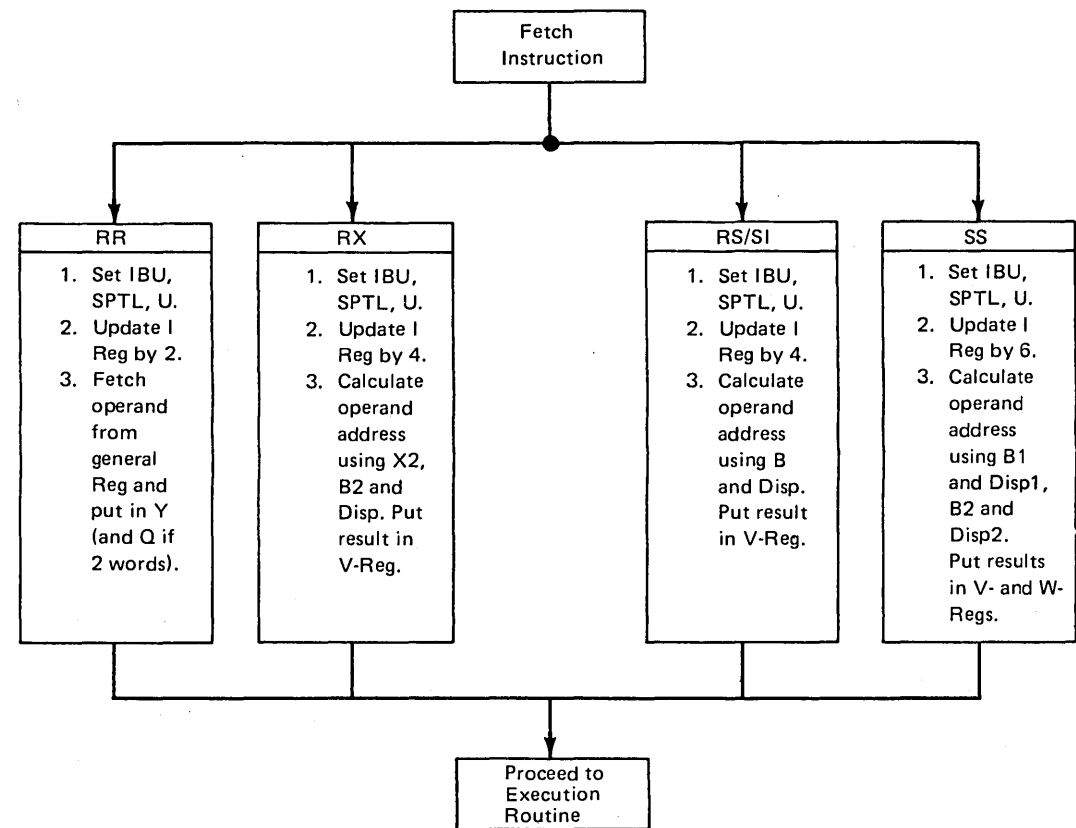 Fetch
Instruction
RR
1. Set IBU,
SPTL, U.
2. Update I
Reg by 2.
3. Fetch
operand
from
general
Reg and
put in Y
(and Q if
2 words).
RX
1. Set IBU,
SPTL, U.
2. Update I
Reg by 4.
3. Calculate
operand
address
using X2,
B2 and
Disp. Put
result in
V-Reg.
RS/SI
1. Set IBU,
SPTL, U.
2. Update I
Reg by 4.
3. Calculate
operand
address
using B
and Disp.
Put result
in V-Reg.
SS
1. Set IBU,
SPTL, U.
2. Update I
Reg by 6.
3. Calculate
operand
address
using B1
and Disp1,
B2 and
Disp2.
Put results
in V- and W-
Regs.
Proceed to
Execution
Routine